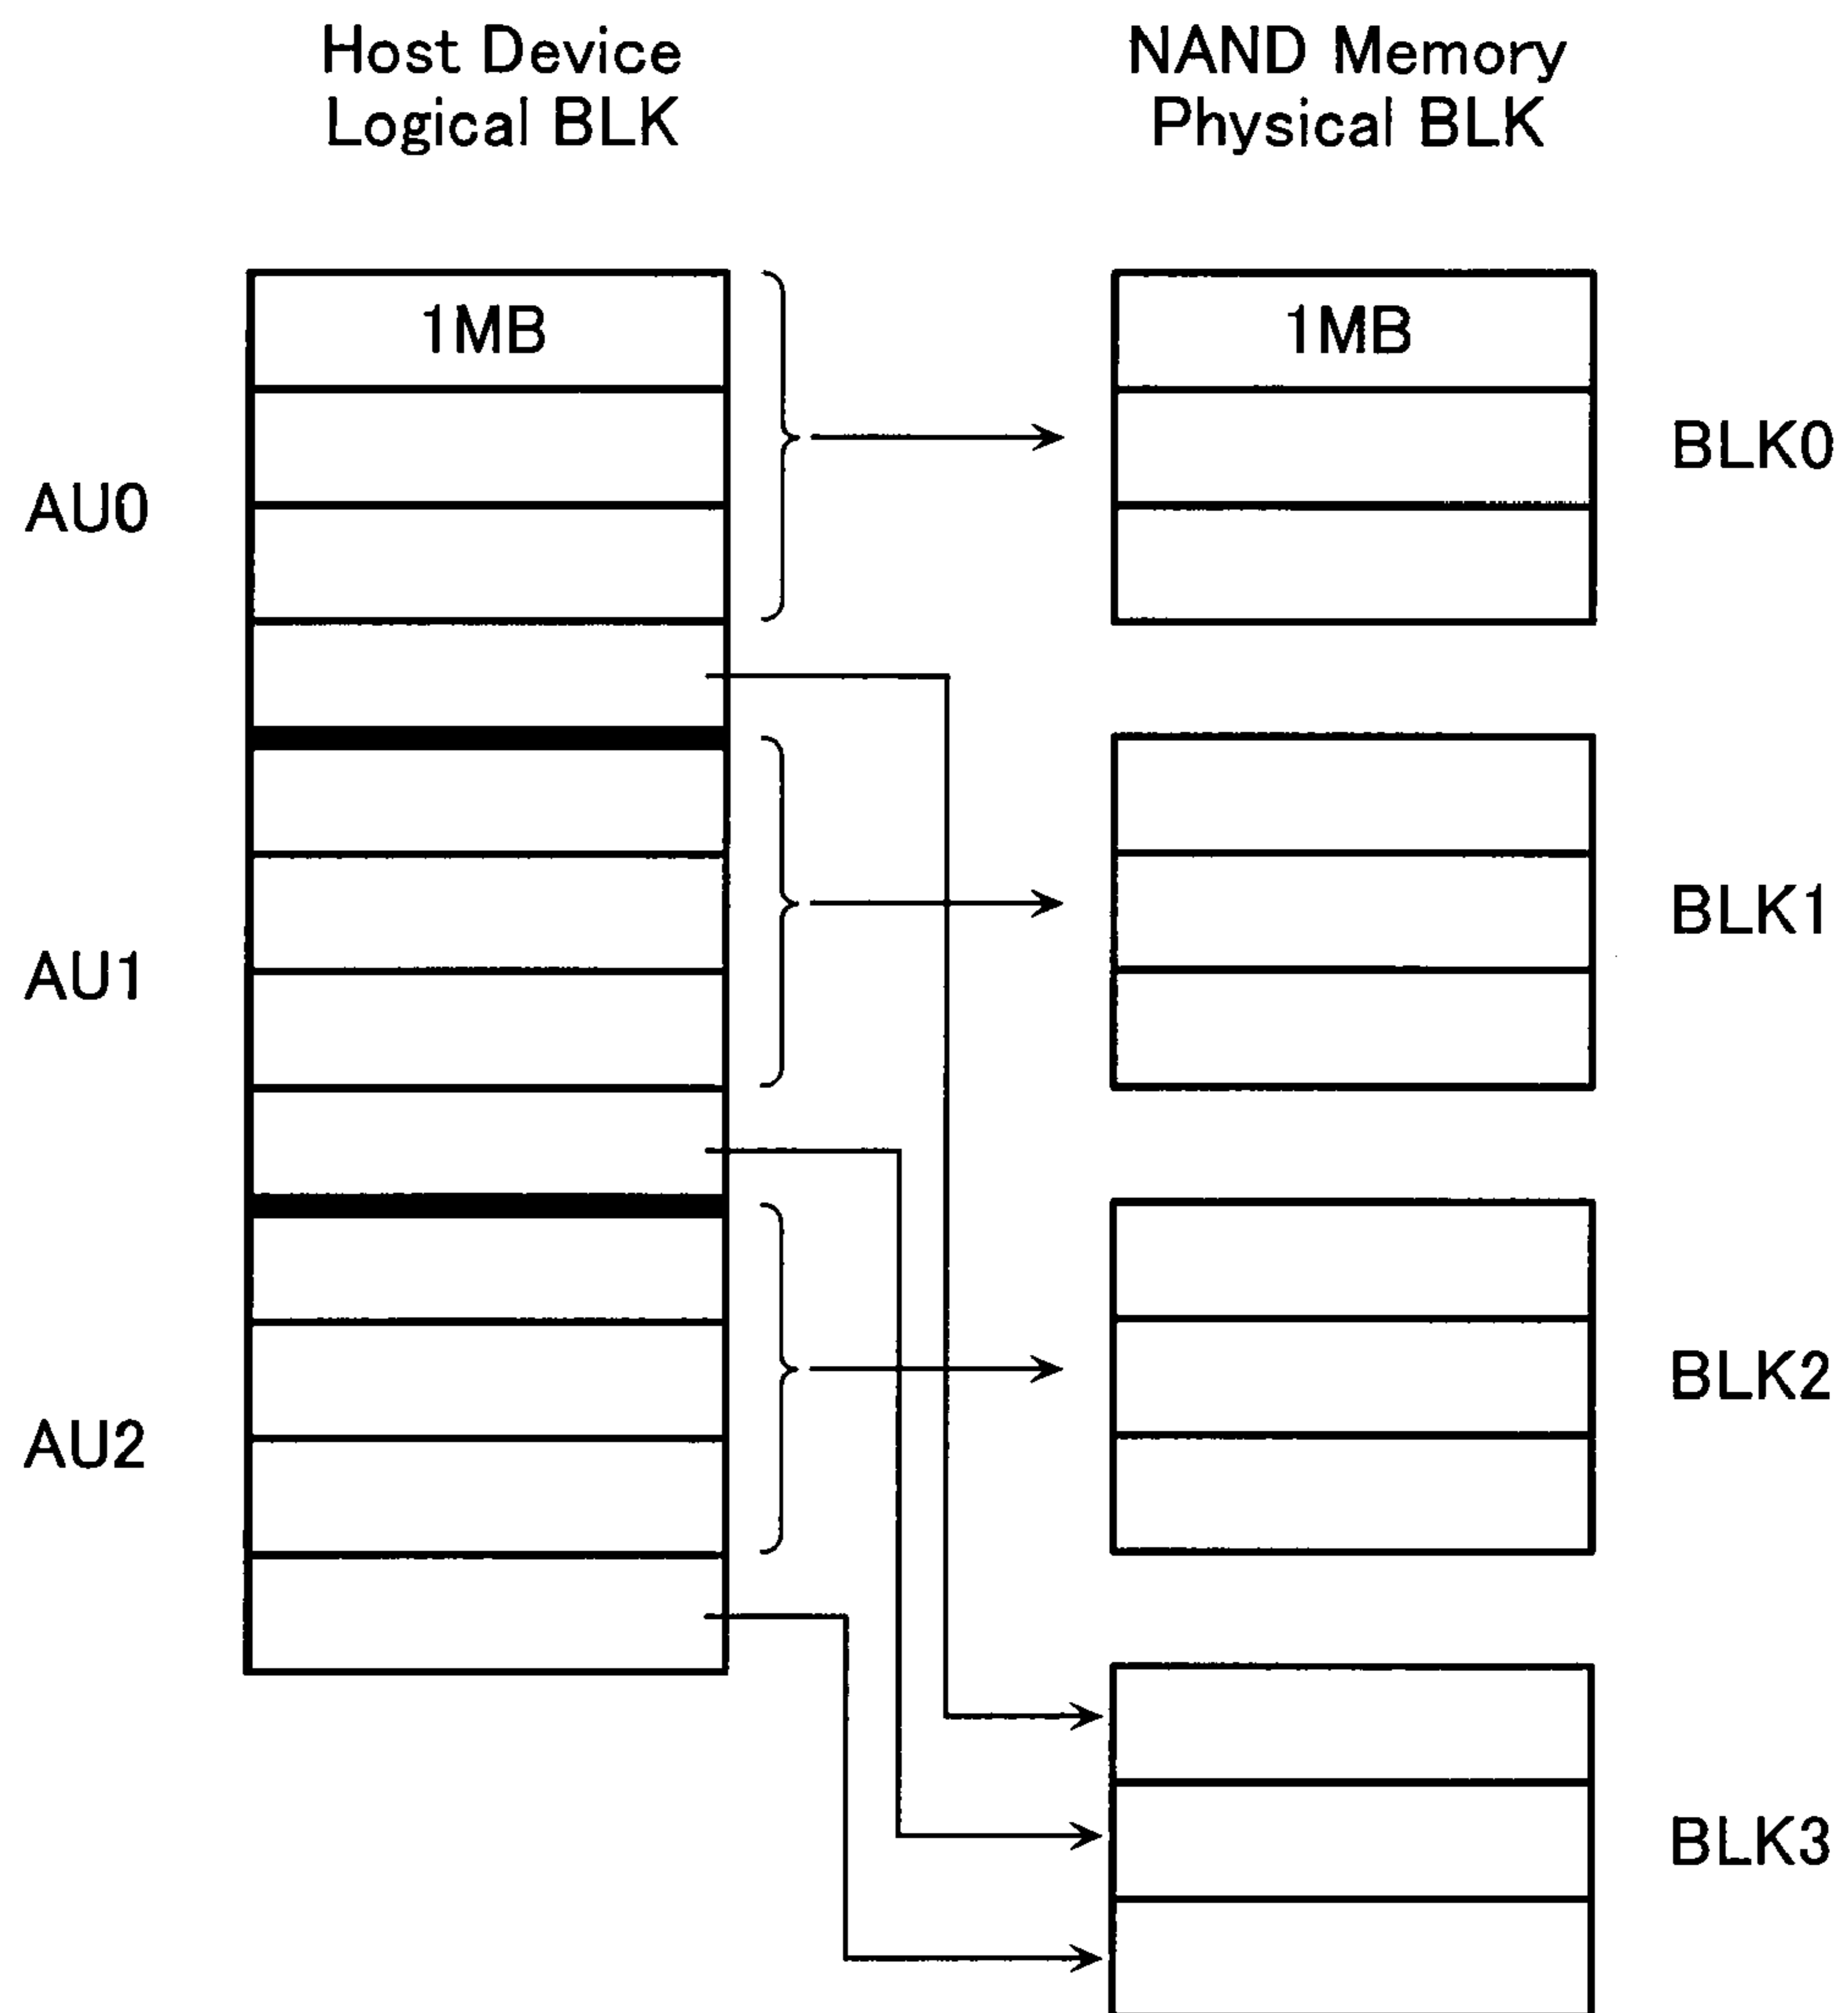 Host Device
Logical BLK
NAND Memory
Physical BLK
1MB
1MB
BLK0
AU0
BLK1
AU1
BLK2
AU2
BLK3